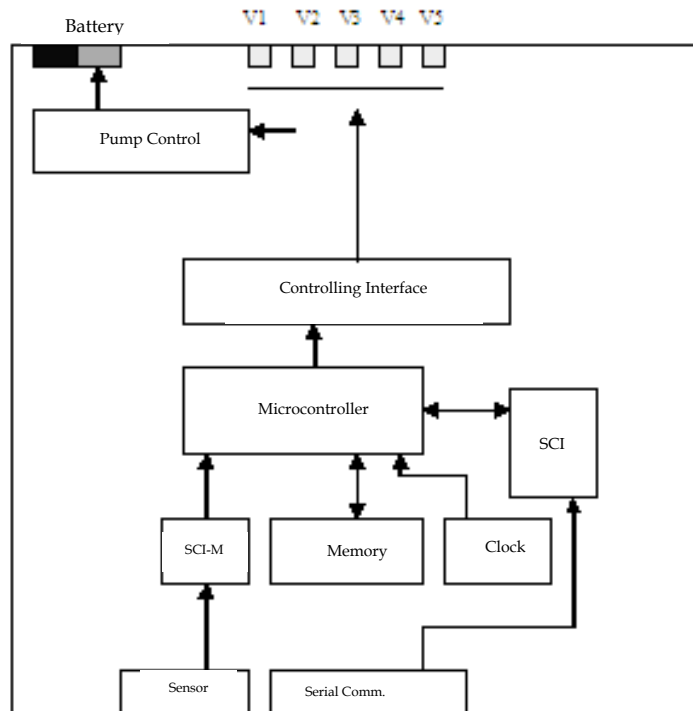 Battery
V1 V2 V3 V4 V5
Pump Control
Controlling Interface
Microcontroller
SCI
SCI-M
Memory
Clock
Sensor
Serial Comm.